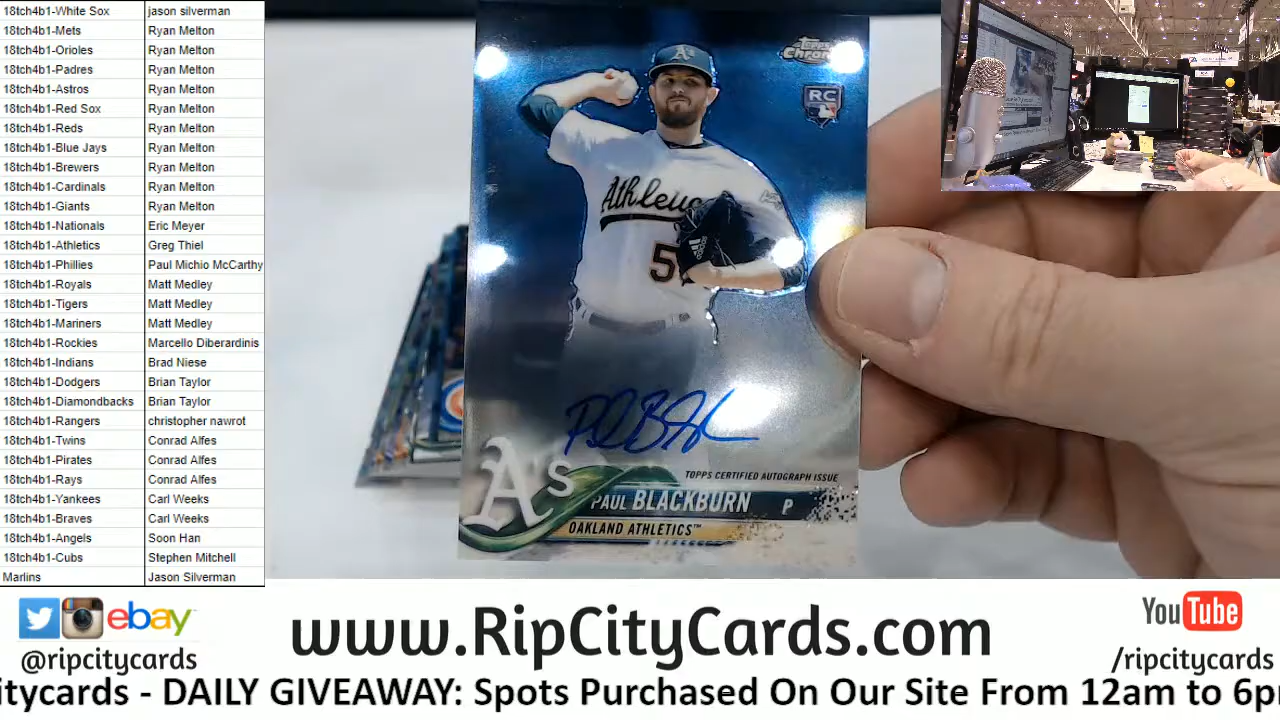 18tch4b1-White Sox jason silverman
18tch4b1-Mets Ryan Melton
18tch4b1-Orioles Ryan Melton
18tch4b1-Padres Ryan Melton
18tch4b1-Astros Ryan Melton
18tch4b1-Red Sox Ryan Melton
18tch4b1-Reds Ryan Melton
18tch4b1-Blue Jays Ryan Melton
18tch4b1-Brewers Ryan Melton
18tch4b1-Cardinals Ryan Melton
18tch4b1-Giants Ryan Melton
18tch4b1-Nationals Eric Meyer
18tch4b1-Athletics Greg Thiel
18tch4b1-Phillies Paul Michio McCarthy
18tch4b1-Royals Matt Medley
18tch4b1-Tigers Matt Medley
18tch4b1-Mariners Matt Medley
18tch4b1-Rockies Marcello Diberardinis
18tch4b1-Indians Brad Niese
18tch4b1-Dodgers Brian Taylor
18tch4b1-Diamondbacks Brian Taylor
18tch4b1-Rangers christopher nawrot
18tch4b1-Twins Conrad Alfes
18tch4b1-Pirates Conrad Alfes
18tch4b1-Rays Conrad Alfes
18tch4b1-Yankees Carl Weeks
18tch4b1-Braves Carl Weeks
18tch4b1-Angels Soon Han
18tch4b1-Cubs Stephen Mitchell
Marlins Jason Silverman
Topps
Chrome
RC
A's
Athletics
5
adidas
TOPPS CERTIFIED AUTOGRAPH ISSUE
A's
PAUL BLACKBURN P
OAKLAND ATHLETICS™
ebay™
@ripcitycards
www.RipCityCards.com
YouTube
/ripcitycards
itycards - DAILY GIVEAWAY: Spots Purchased On Our Site From 12am to 6p